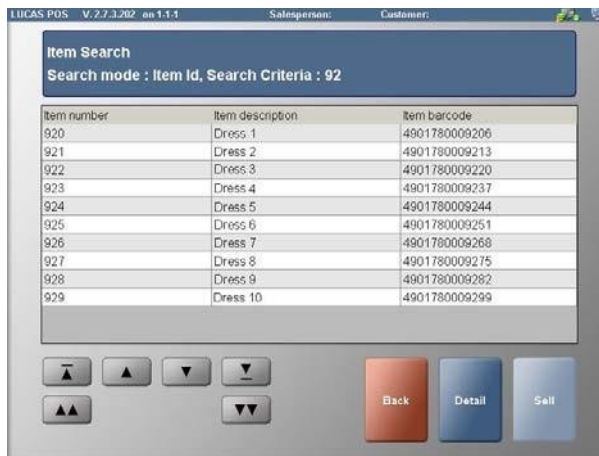 LUCAS POS V. 2.7.3.202 on 1-1-1 Salesperson: Customer:
Item Search
Search mode : Item Id, Search Criteria : 92
Item number Item description Item barcode
920 Dress 1 4901780009206
921 Dress 2 4901780009213
922 Dress 3 4901780009220
923 Dress 4 4901780009237
924 Dress 5 4901780009244
925 Dress 6 4901780009251
926 Dress 7 4901780009268
927 Dress 8 4901780009275
928 Dress 9 4901780009282
929 Dress 10 4901780009299
Back Detail Sell